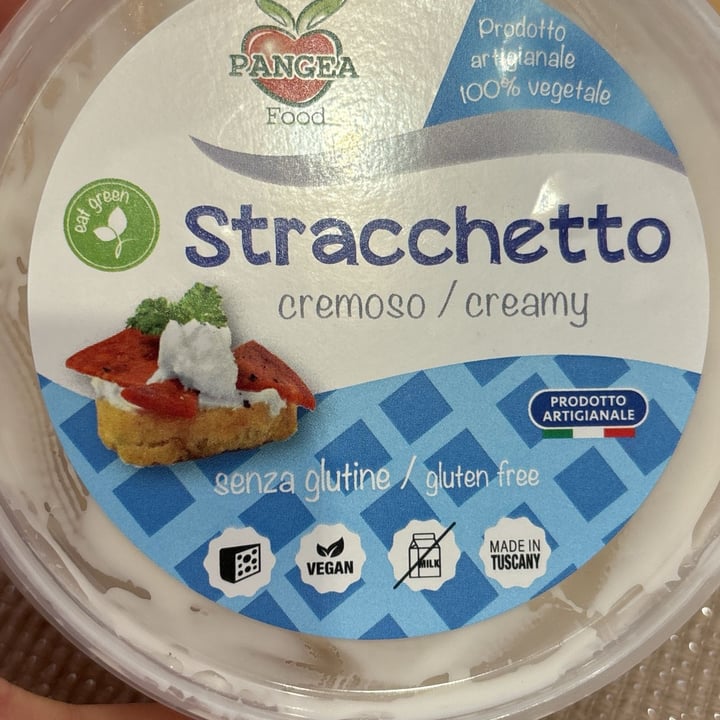 PANGEA
Food
Prodotto
artigianale
100% vegetale
eat green
Stracchetto
cremoso / creamy
PRODOTTO
ARTIGIANALE
senza glutine / gluten free
VEGAN
MILK
MADE IN
TUSCANY